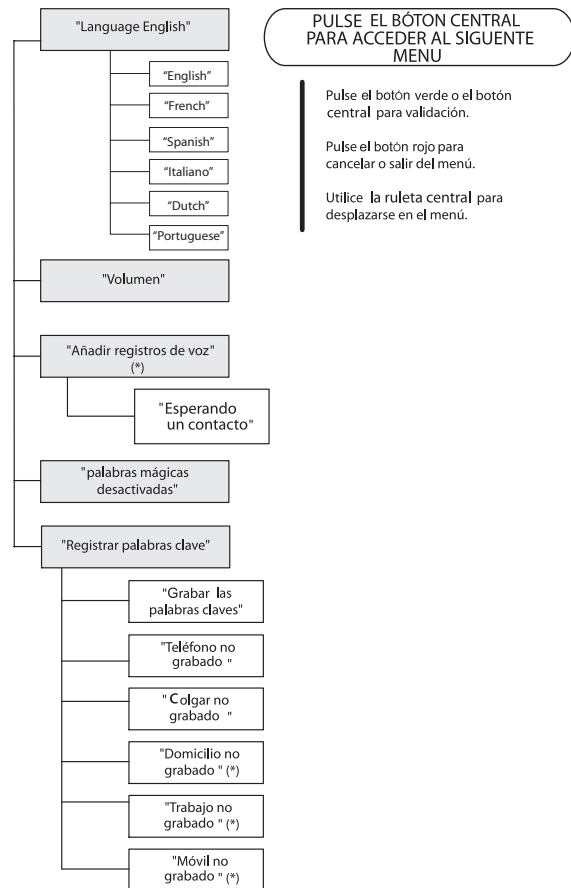 "Language English"
"English"
"French"
"Spanish"
"Italiano"
"Dutch"
"Portuguese"
"Volumen"
"Añadir registros de voz"
(*)
"Esperando
un contacto"
"palabras mágicas
desactivadas"
"Registrar palabras clave"
"Grabar las
palabras claves"
"Teléfono no
grabado "
" Colgar no
grabado "
"Domicilio no
grabado " (*)
"Trabajo no
grabado " (*)
"Móvil no
grabado " (*)
PULSE EL BÓTON CENTRAL
PARA ACCEDER AL SIGUENTE
MENU
Pulse el botón verde o el botón
central para validación.
Pulse el botón rojo para
cancelar o salir del menú.
Utilice la ruleta central para
desplazarse en el menú.